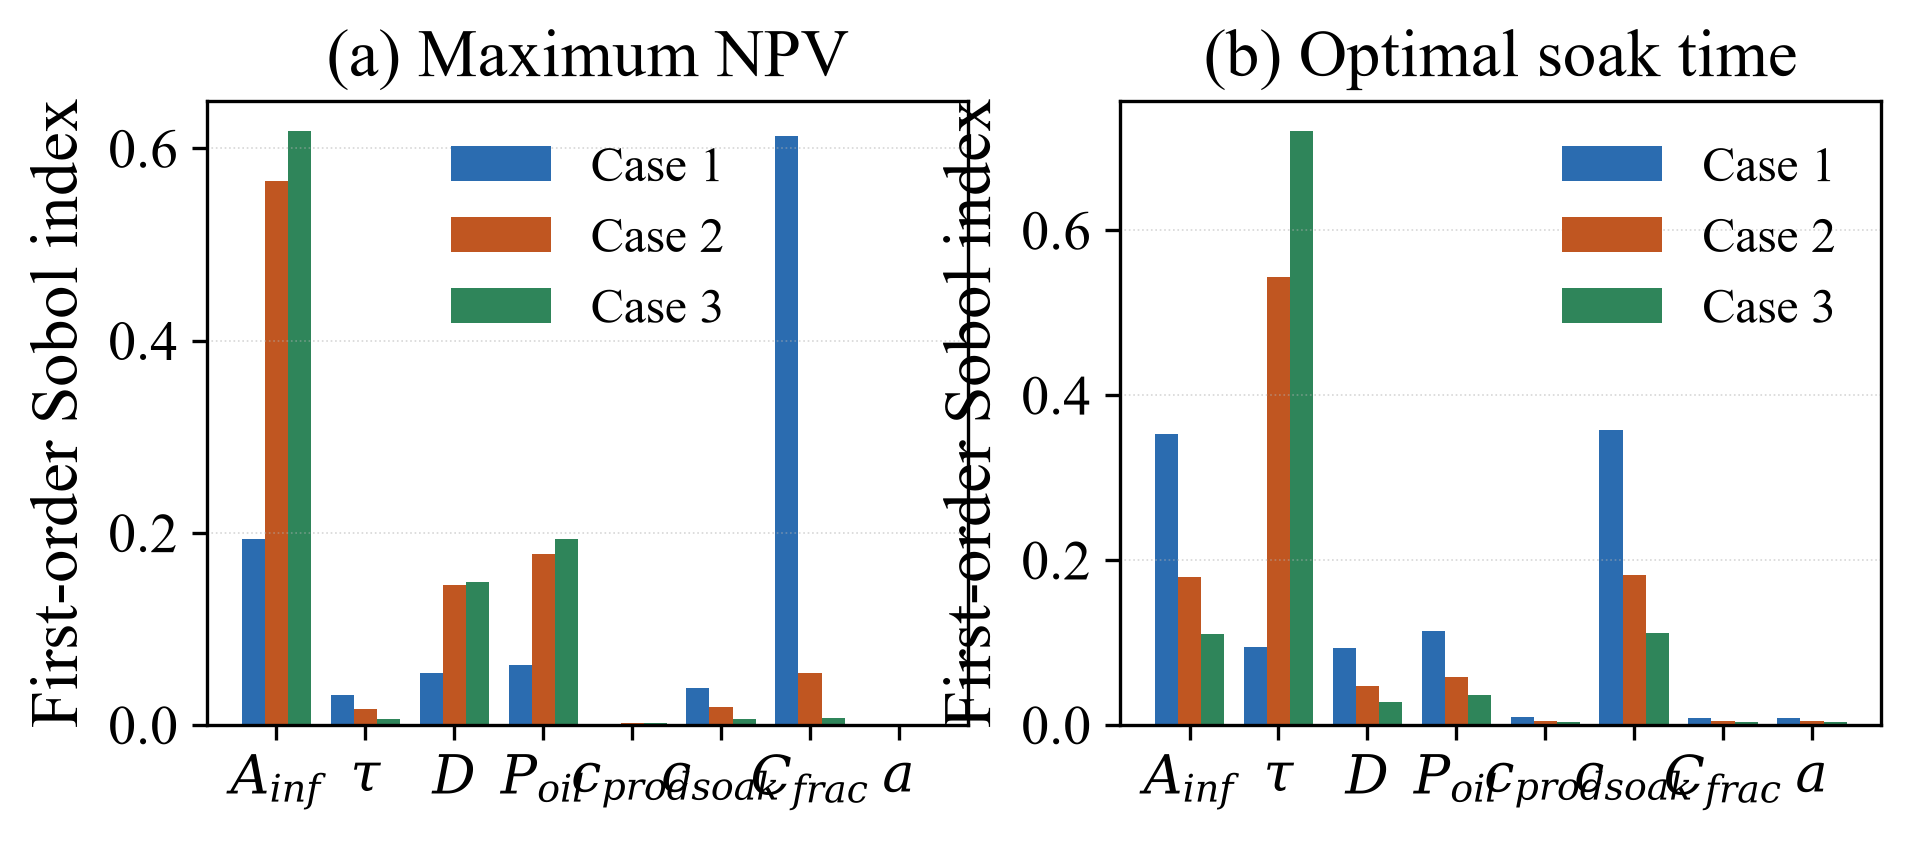 (a) Maximum NPV
First-order Sobol index
0.6
0.4
0.2
0.0
Case 1
Case 2
Case 3
A_inf τ D P_oil c_prod c_soak C_frac a
(b) Optimal soak time
First-order Sobol index
0.6
0.4
0.2
0.0
Case 1
Case 2
Case 3
A_inf τ D P_oil c_prod c_soak C_frac a